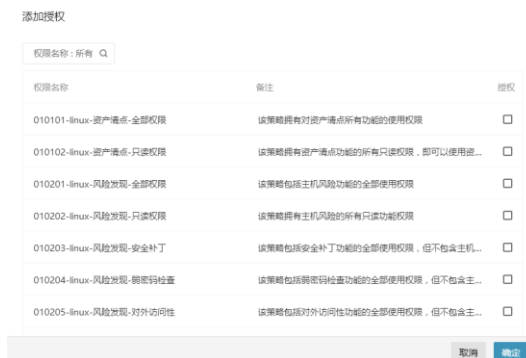 添加授权
权限名称:所有
权限名称 备注 授权
010101-linux-资产清点-全部权限 该策略拥有对资产清点所有功能的使用权限
010102-linux-资产清点-只读权限 该策略拥有资产清点功能的所有只读权限，即可以使用资...
010201-linux-风险发现-全部权限 该策略包括主机风险功能的全部使用权限
010202-linux-风险发现-只读权限 该策略拥有主机风险的所有只读功能权限
010203-linux-风险发现-安全补丁 该策略包括安全补丁功能的全部使用权限，但不包含主机...
010204-linux-风险发现-弱密码检查 该策略包括弱密码检查功能的全部使用权限，但不包含主...
010205-linux-风险发现-对外访问性 该策略包括对外访问性功能的全部使用权限，但不包含主...
取消 确定